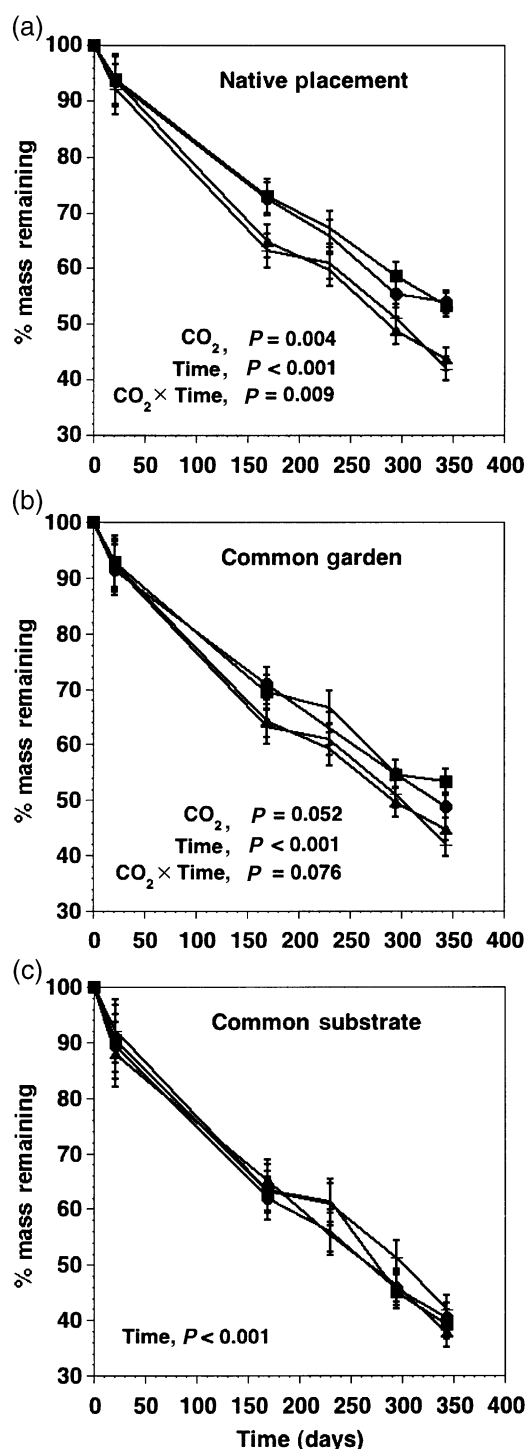 (a)
100
90
80
70
60
50
40
30
% mass remaining
Native placement
CO2, P = 0.004
Time, P < 0.001
CO2 × Time, P = 0.009
0 50 100 150 200 250 300 350 400
(b)
100
90
80
70
60
50
40
30
% mass remaining
Common garden
CO2, P = 0.052
Time, P < 0.001
CO2 × Time, P = 0.076
0 50 100 150 200 250 300 350 400
(c)
100
90
80
70
60
50
40
30
% mass remaining
Common substrate
Time, P < 0.001
0 50 100 150 200 250 300 350 400
Time (days)